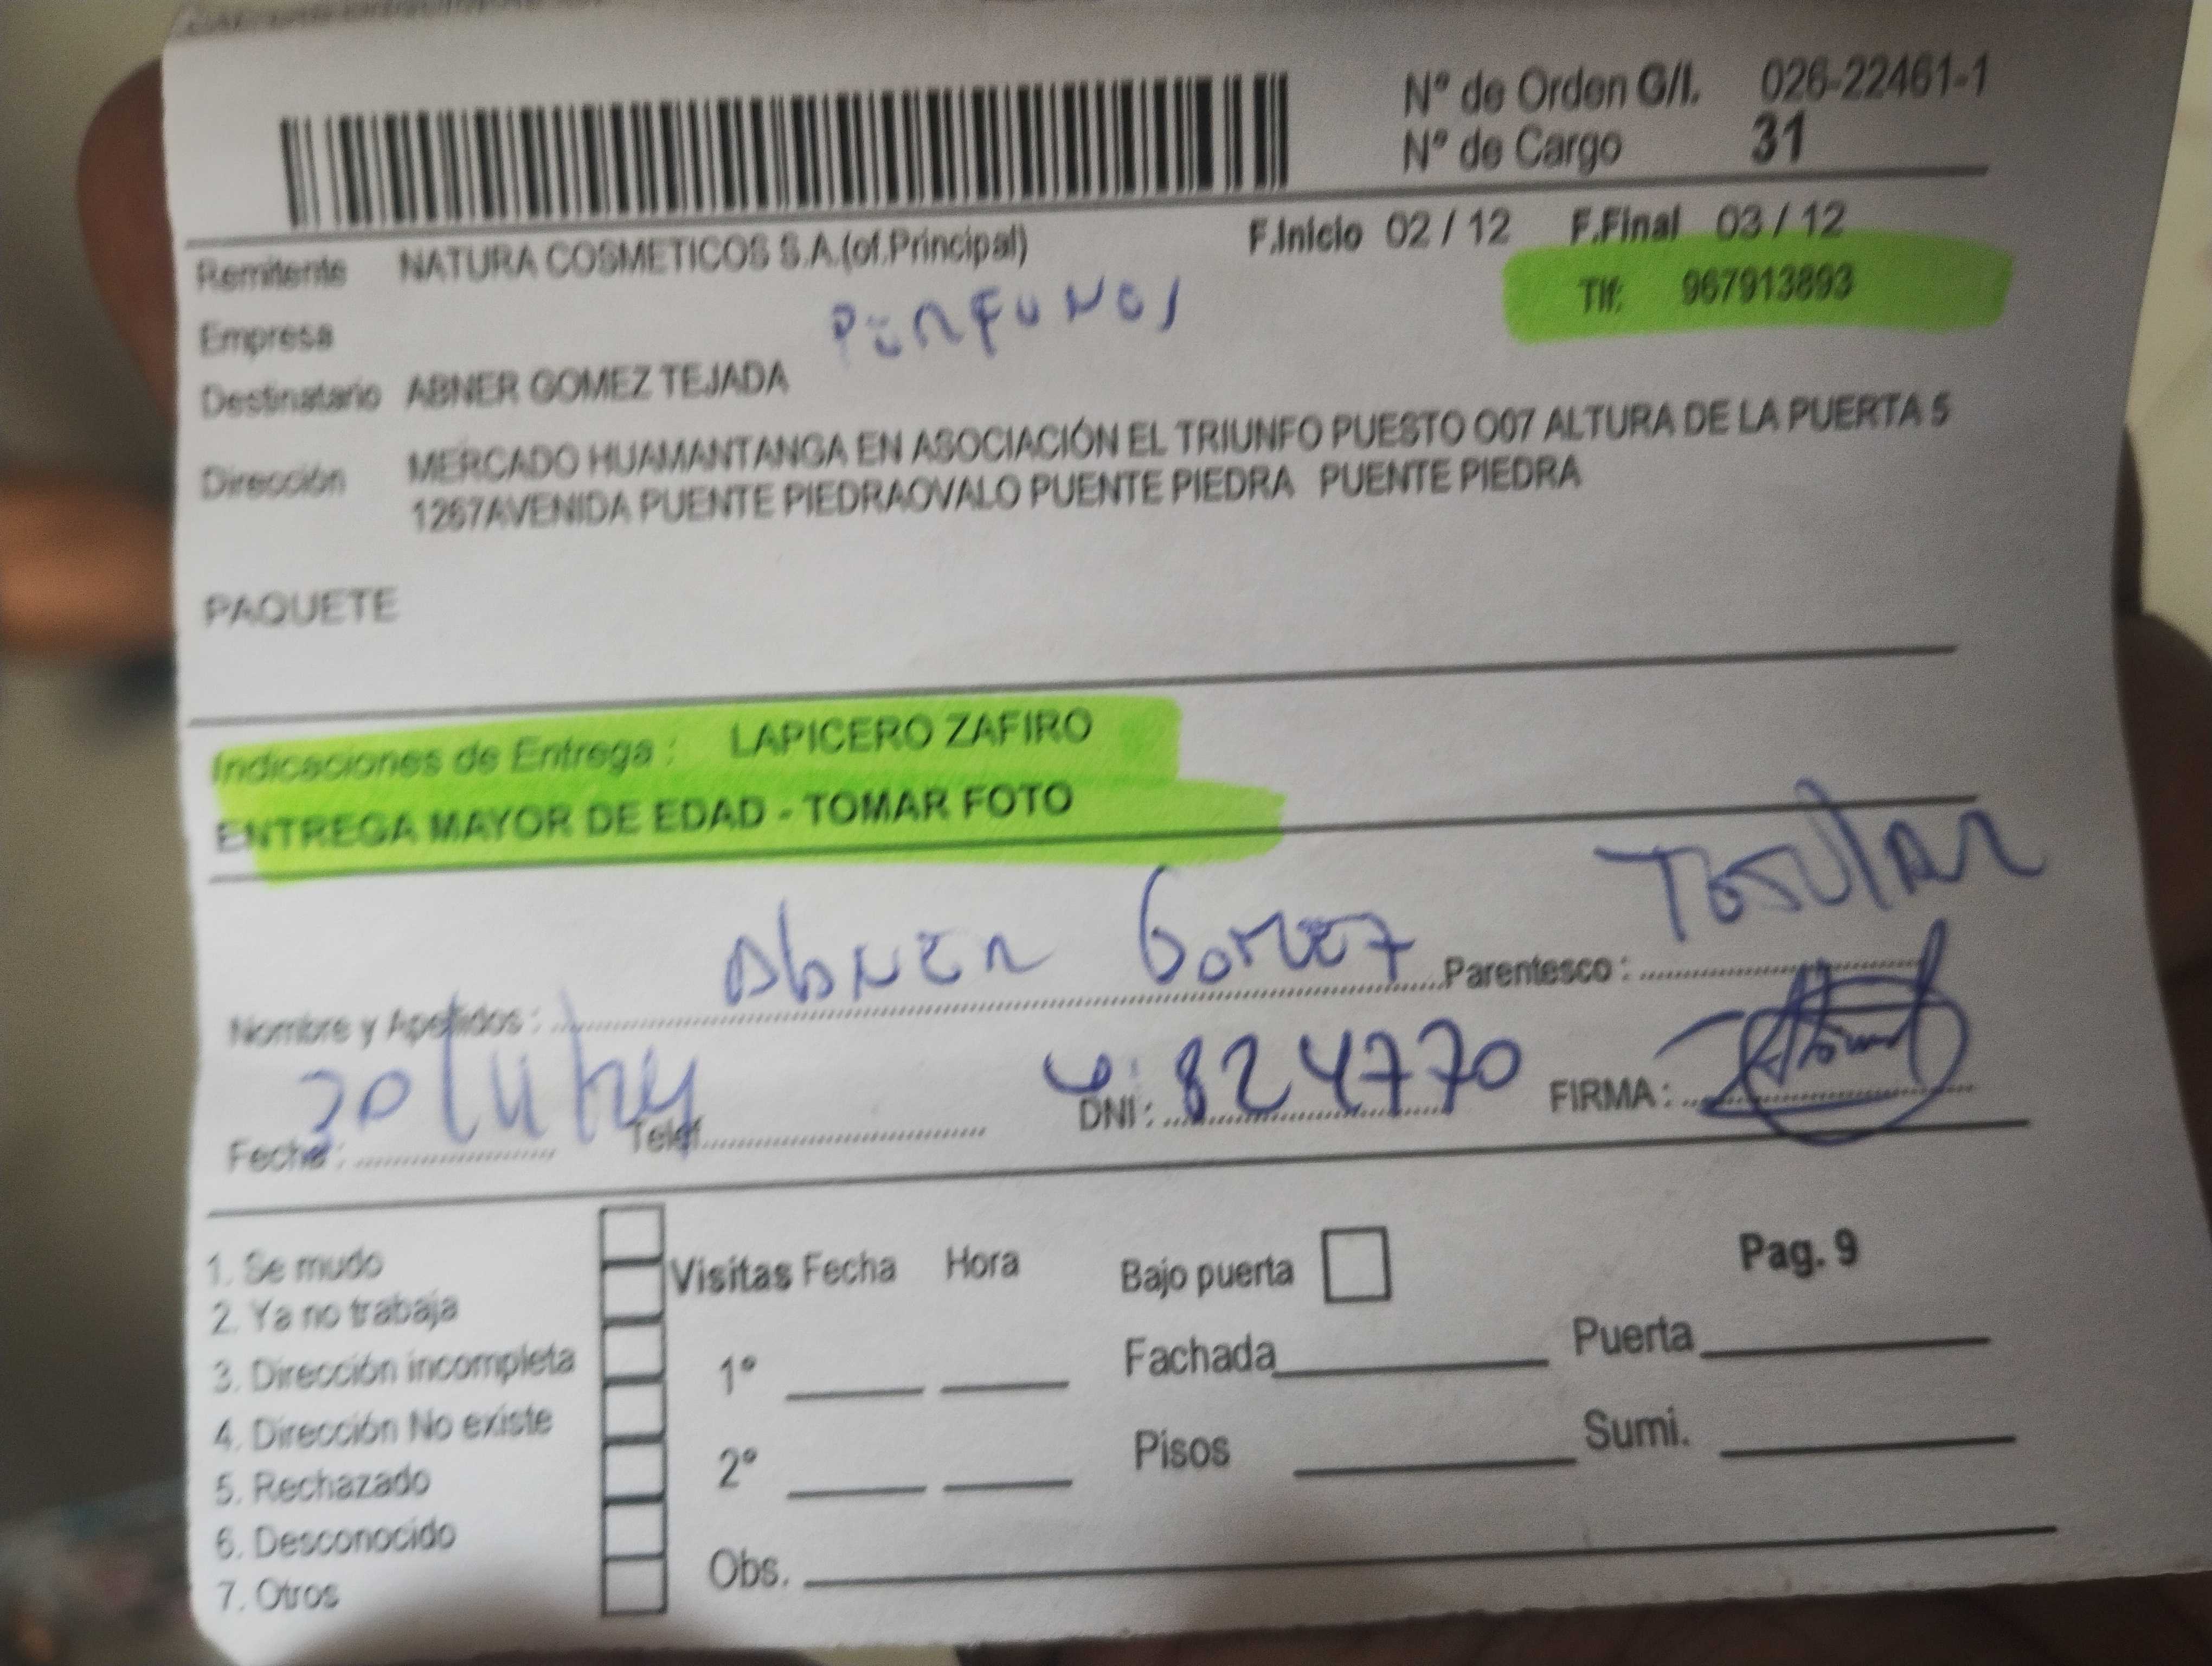 Nº de Orden G/I. 026-22461-1
Nº de Cargo 31
Remitente NATURA COSMETICOS S.A.(of.Principal) F.Inicio 02 / 12 F.Final 03 / 12
Tlf: 967913893
Empresa
Destinatario ABNER GOMEZ TEJADA
Dirección MERCADO HUAMANTANGA EN ASOCIACIÓN EL TRIUNFO PUESTO O07 ALTURA DE LA PUERTA 5
1267AVENIDA PUENTE PIEDRAOVALO PUENTE PIEDRA PUENTE PIEDRA
PAQUETE
Indicaciones de Entrega : LAPICERO ZAFIRO
ENTREGA MAYOR DE EDAD - TOMAR FOTO
Nombre y Apellidos : Abner Gomez Parentesco :
Fecha : Telef. DNI : 824770 FIRMA :
1. Se mudo
2. Ya no trabaja
3. Dirección incompleta
4. Dirección No existe
5. Rechazado
6. Desconocido
7. Otros
Visitas Fecha Hora
1º
2º
Obs.
Bajo puerta Pag. 9
Fachada Puerta
Pisos Sumi.